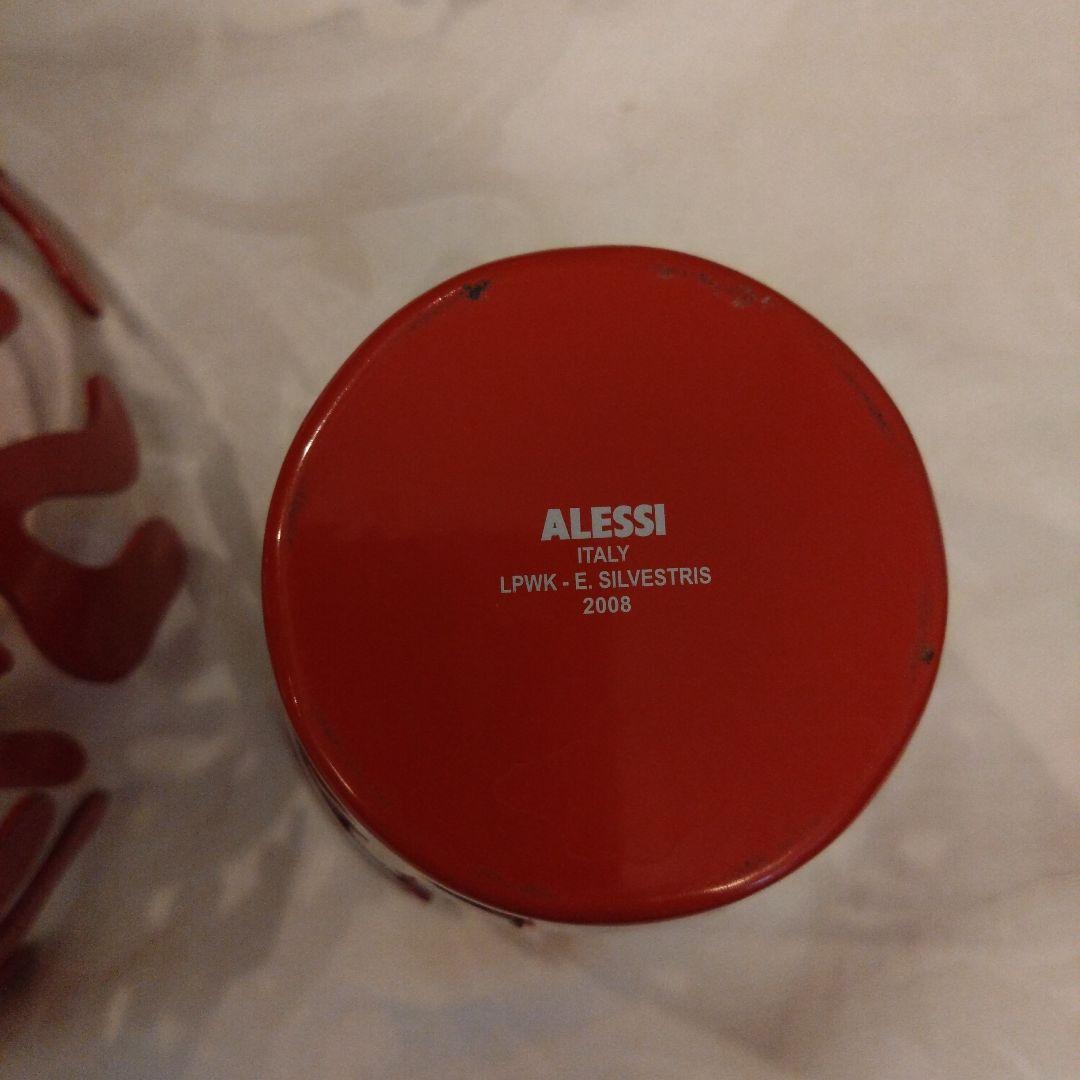 ALESSI
ITALY
LPWK - E. SILVESTRIS
2008